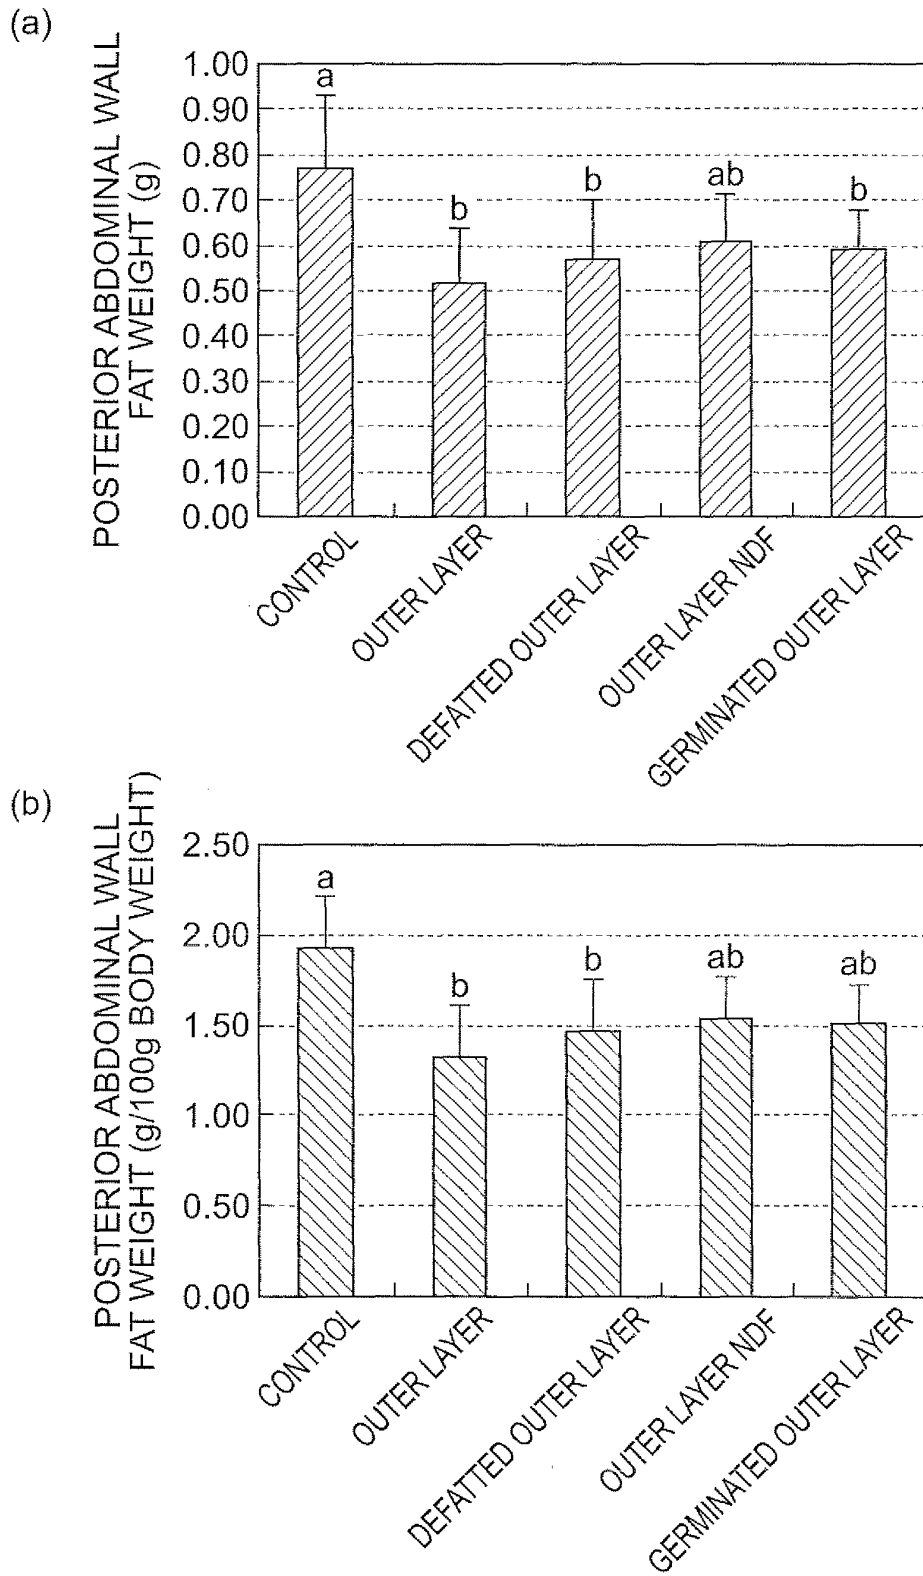 (a)
POSTERIOR ABDOMINAL WALL
FAT WEIGHT (g)
1.00
0.90
0.80
0.70
0.60
0.50
0.40
0.30
0.20
0.10
0.00
a
b
b
ab
b
CONTROL
OUTER LAYER
DEFATTED OUTER LAYER
OUTER LAYER NDF
GERMINATED OUTER LAYER
(b)
POSTERIOR ABDOMINAL WALL
FAT WEIGHT (g/100g BODY WEIGHT)
2.50
2.00
1.50
1.00
0.50
0.00
a
b
b
ab
ab
CONTROL
OUTER LAYER
DEFATTED OUTER LAYER
OUTER LAYER NDF
GERMINATED OUTER LAYER